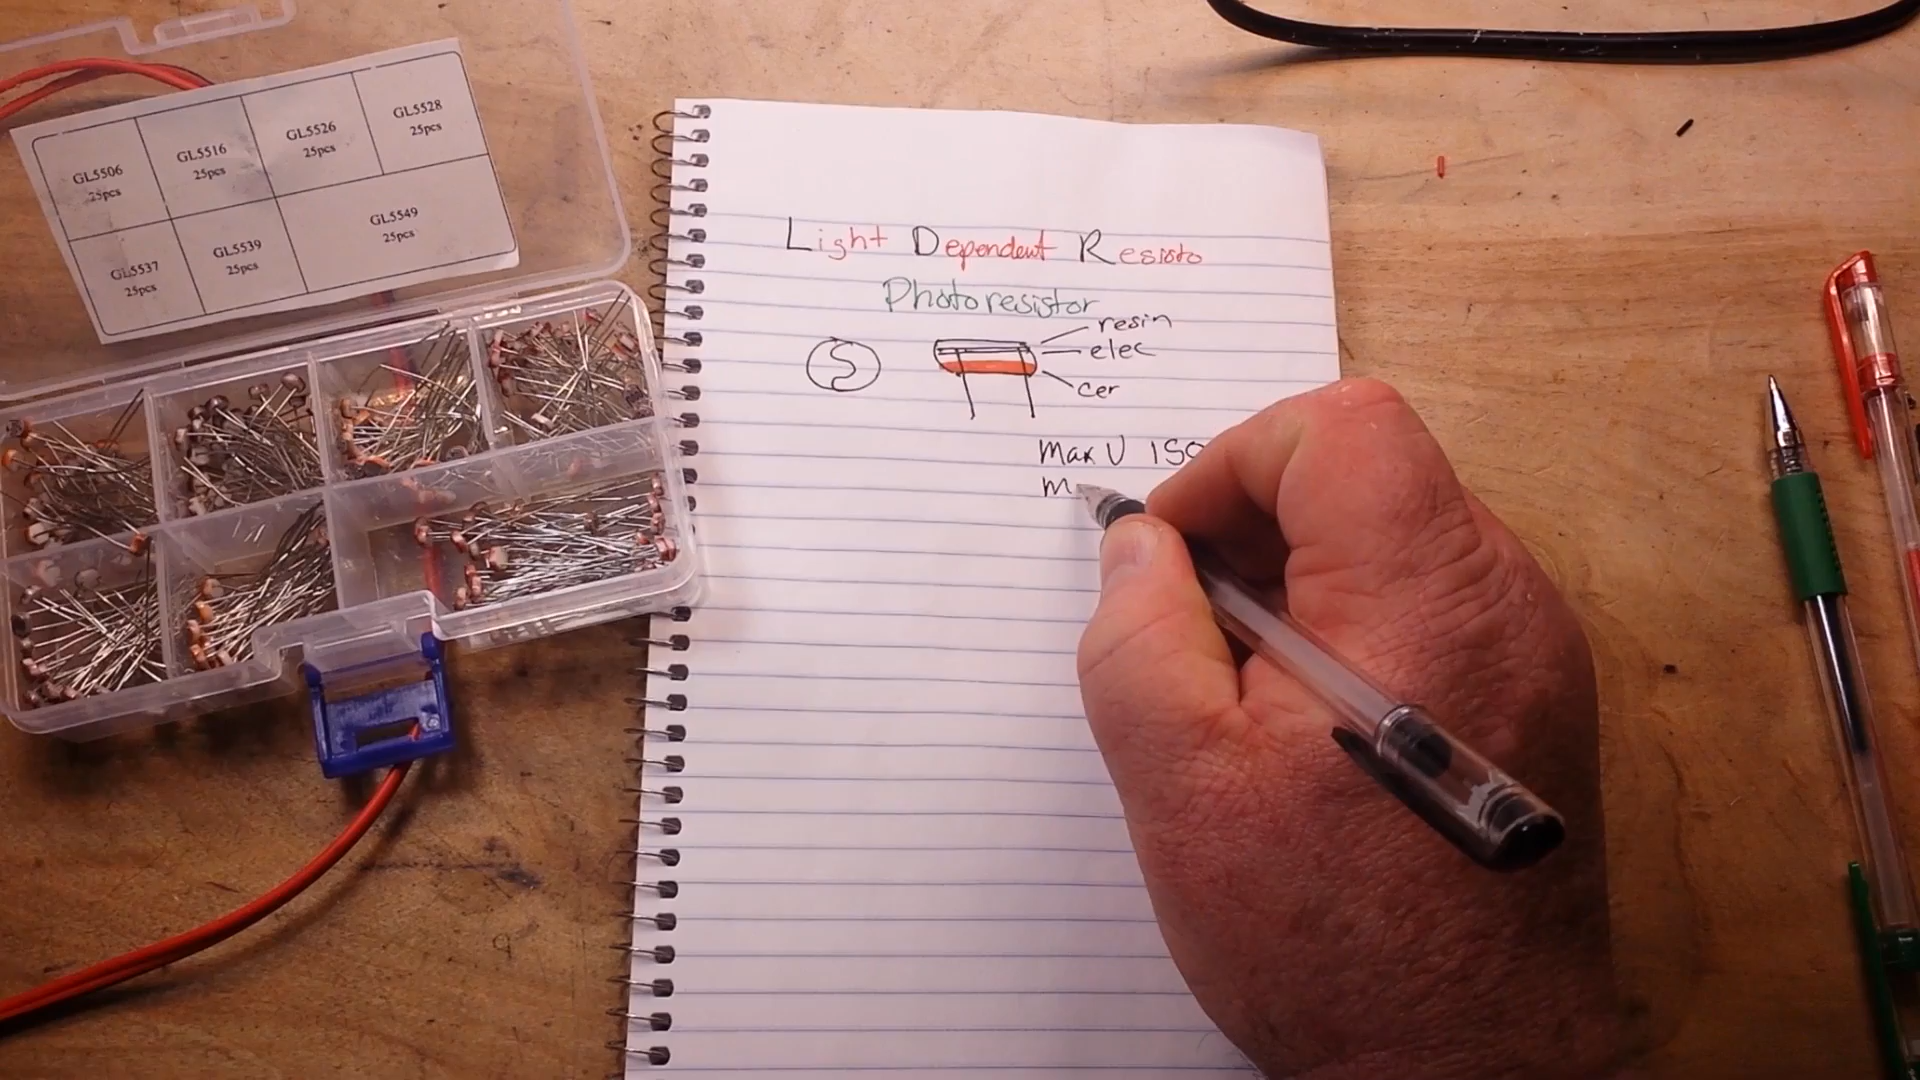 GL5506
25pcs
GL5516
25pcs
GL5526
25pcs
GL5528
25pcs
GL5537
25pcs
GL5539
25pcs
GL5549
25pcs
Light Dependent Resisto
Photoresistor
resin
elec
cer
S
Max V 150
M